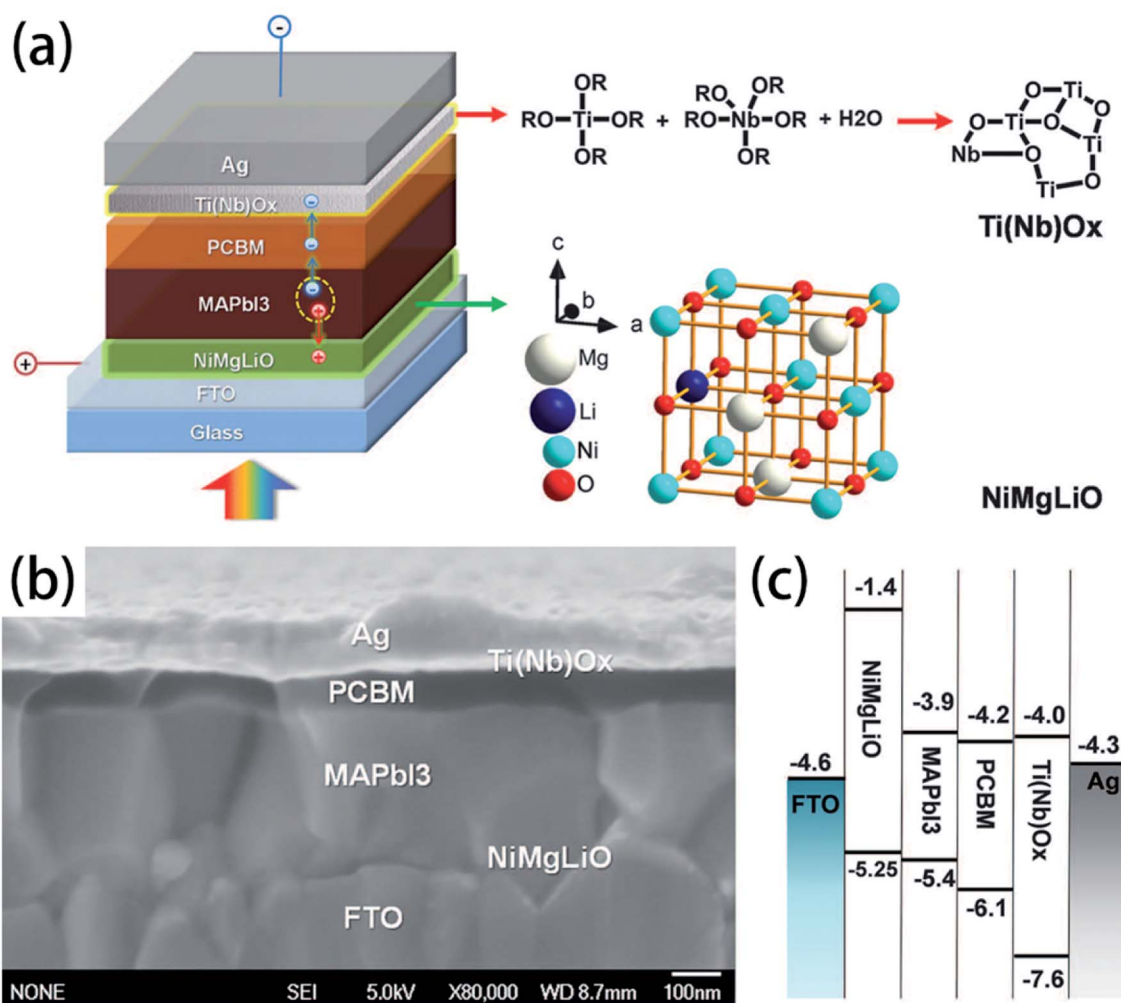 (a)
-
Ag
Ti(Nb)Ox
-
PCBM
-
MAPbI3
-
+
NiMgLiO
+
+
FTO
Glass
OR
RO-Ti-OR
OR
+
RO
OR
RO-Nb-OR
OR
+ H2O
O Ti
O Ti O O
Nb O Ti
Ti O
Ti(Nb)Ox
c
b
a
Mg
Li
Ni
O
NiMgLiO
(b)
Ag
Ti(Nb)Ox
PCBM
MAPbI3
NiMgLiO
FTO
NONE SEI 5.0kV X80,000 WD 8.7mm 100nm
(c)
-1.4
NiMgLiO
-5.25
-3.9
MAPbI3
-5.4
-4.2
PCBM
-6.1
-4.0
Ti(Nb)Ox
-7.6
-4.6
FTO
-4.3
Ag